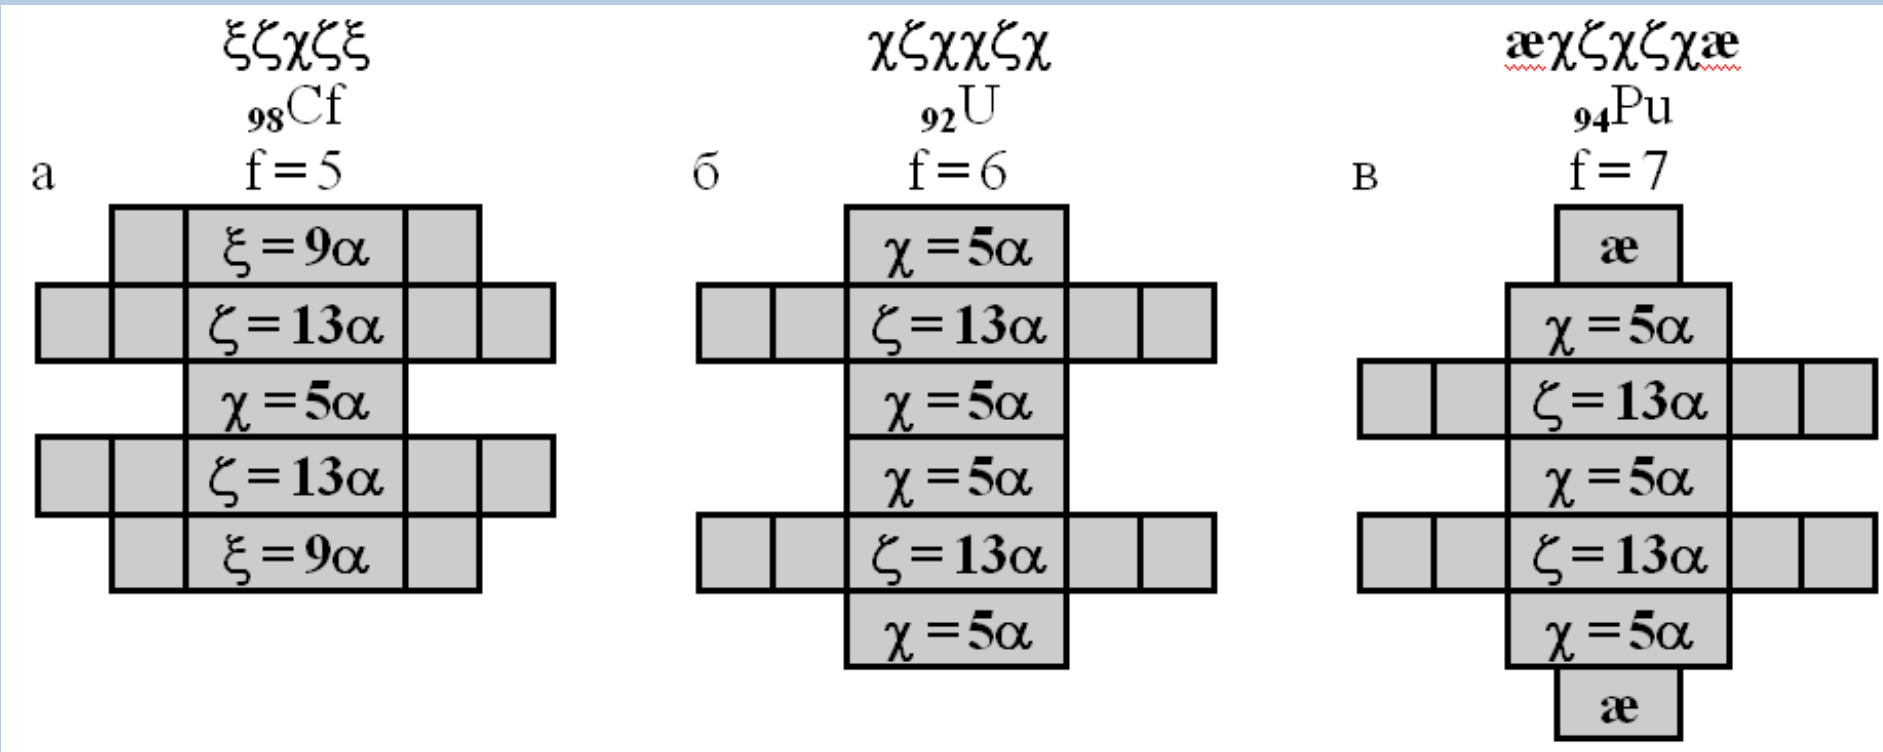 ξζχζξ
₉₈Cf
а f = 5
ξ = 9α
ζ = 13α
χ = 5α
ζ = 13α
ξ = 9α
χζχχζχ
₉₂U
б f = 6
χ = 5α
ζ = 13α
χ = 5α
χ = 5α
ζ = 13α
χ = 5α
æχζχζχæ
₉₄Pu
в f = 7
æ
χ = 5α
ζ = 13α
χ = 5α
ζ = 13α
χ = 5α
æ